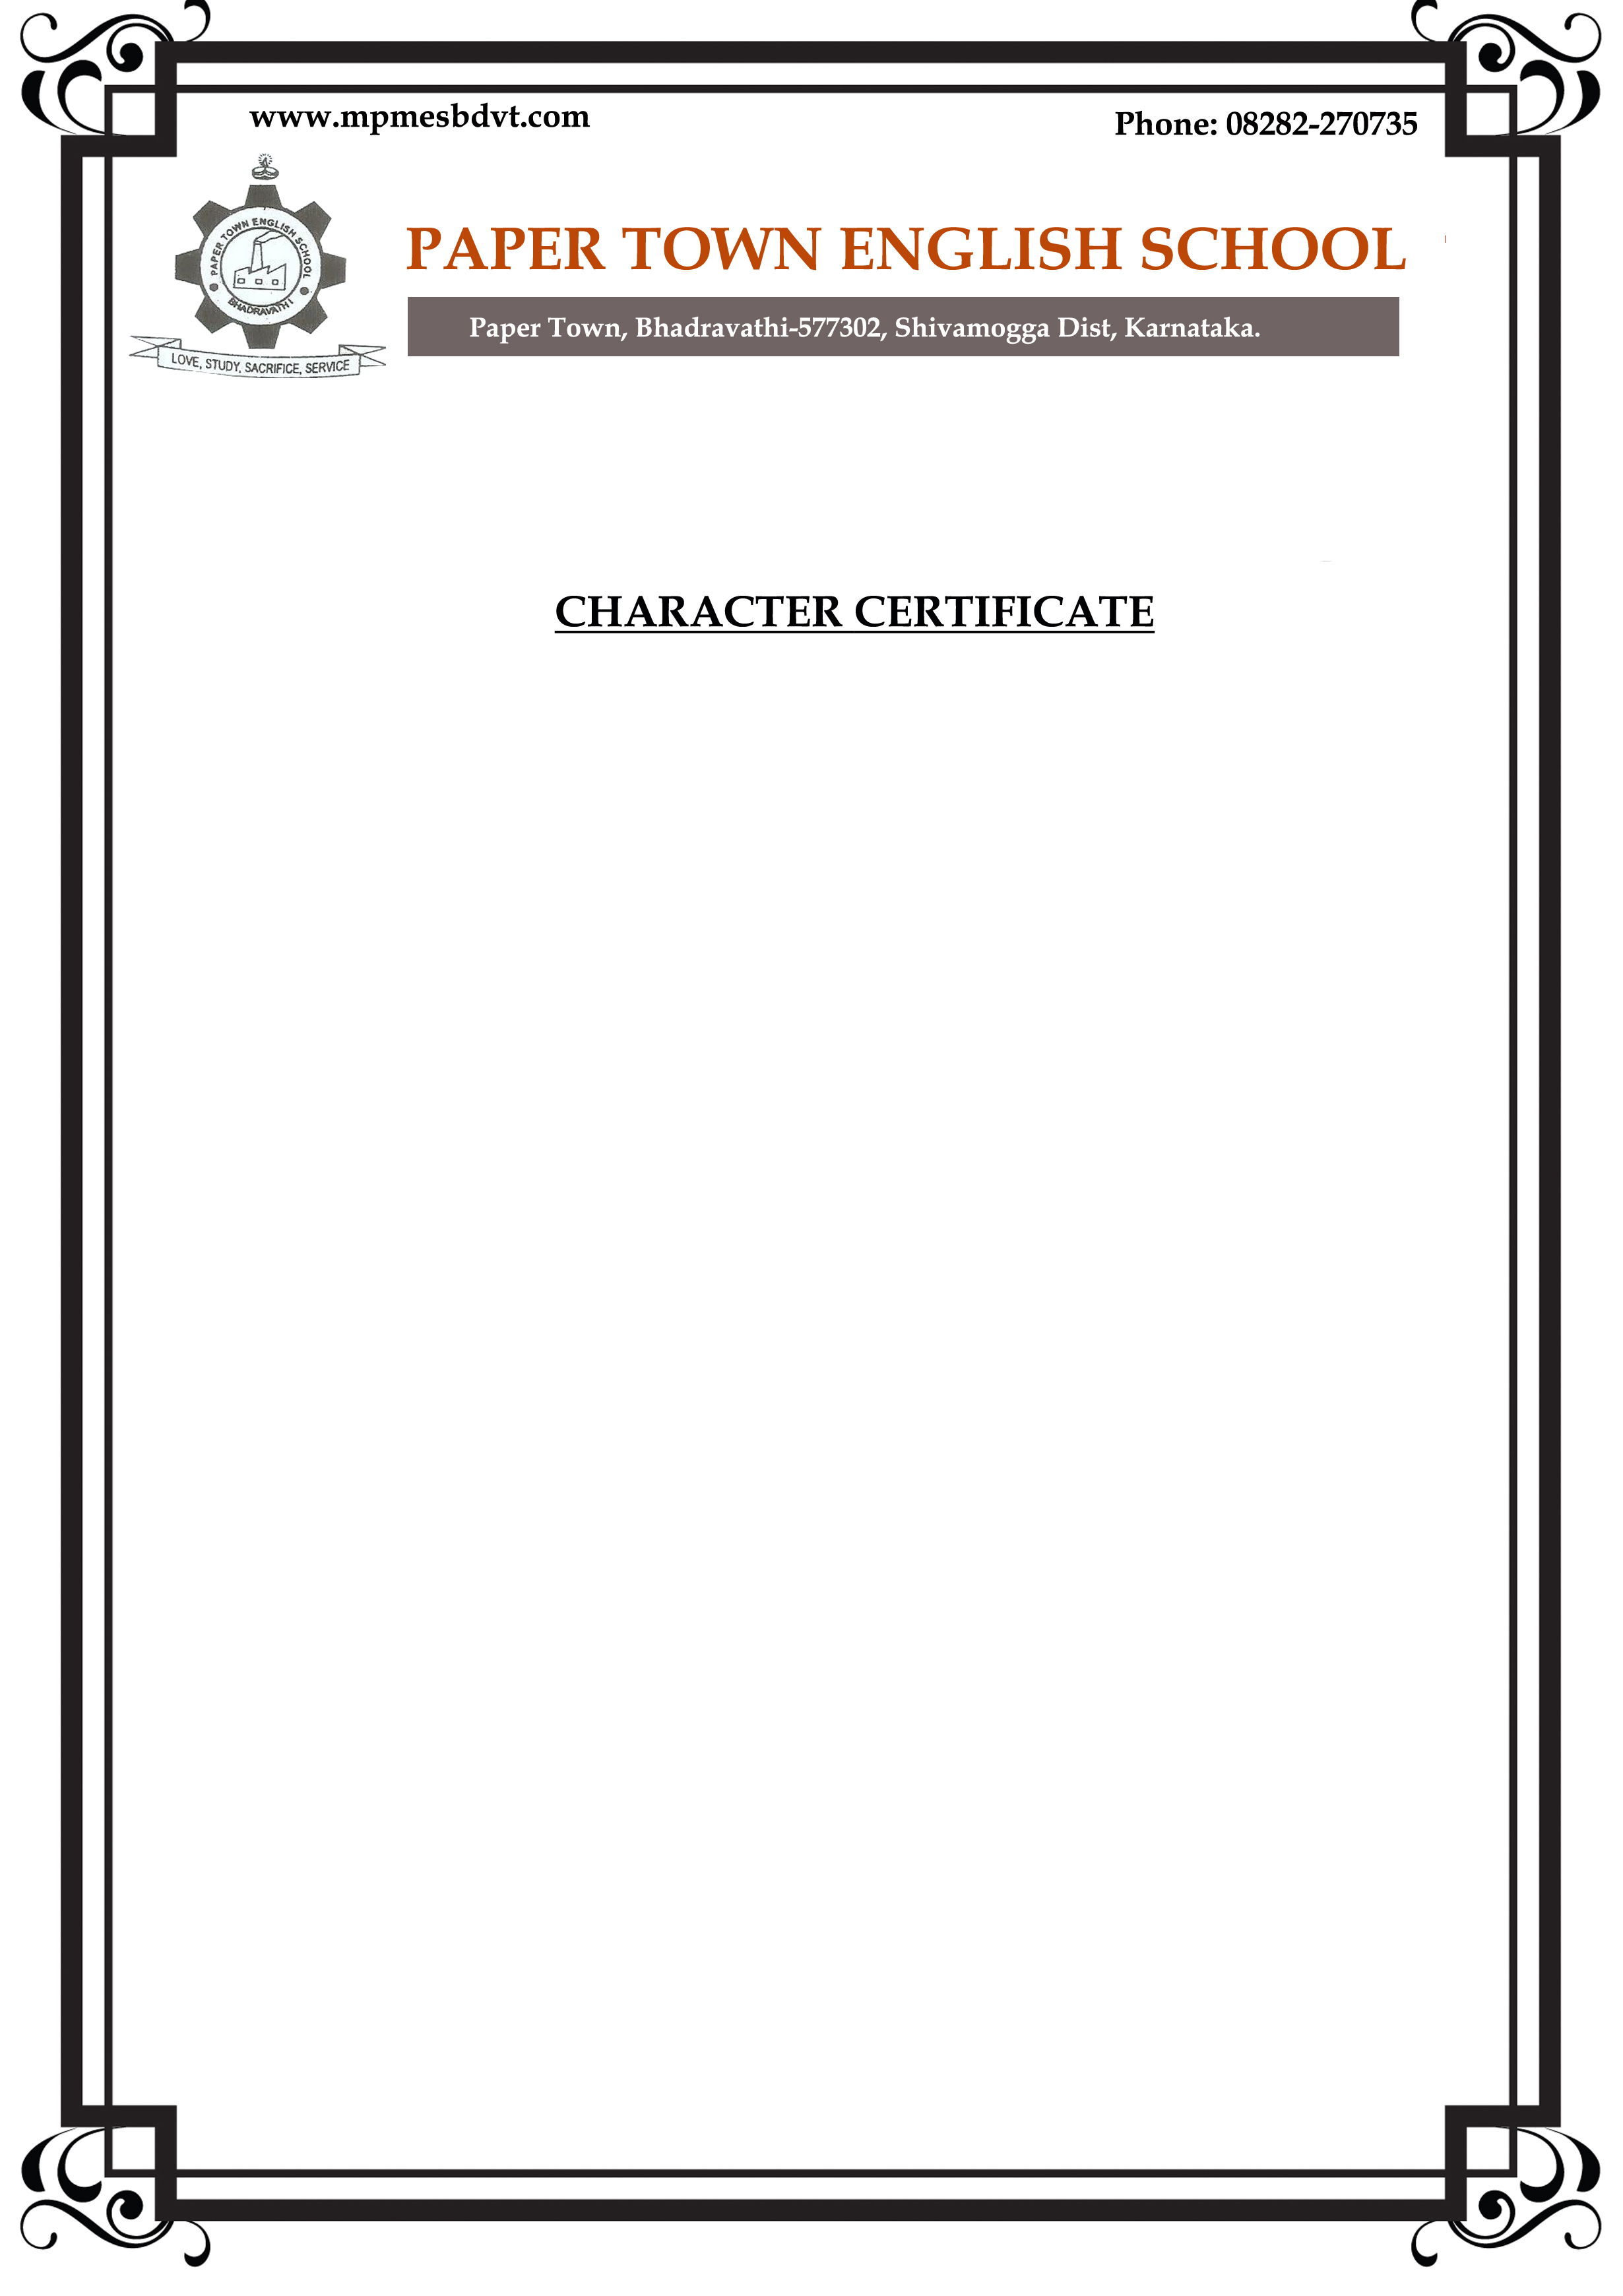 www.mpmesbdvt.com
Phone: 08282-270735
PAPER TOWN ENGLISH SCHOOL
BHADRAVATHI
LOVE, STUDY, SACRIFICE, SERVICE
PAPER TOWN ENGLISH SCHOOL
Paper Town, Bhadravathi-577302, Shivamogga Dist, Karnataka.
CHARACTER CERTIFICATE